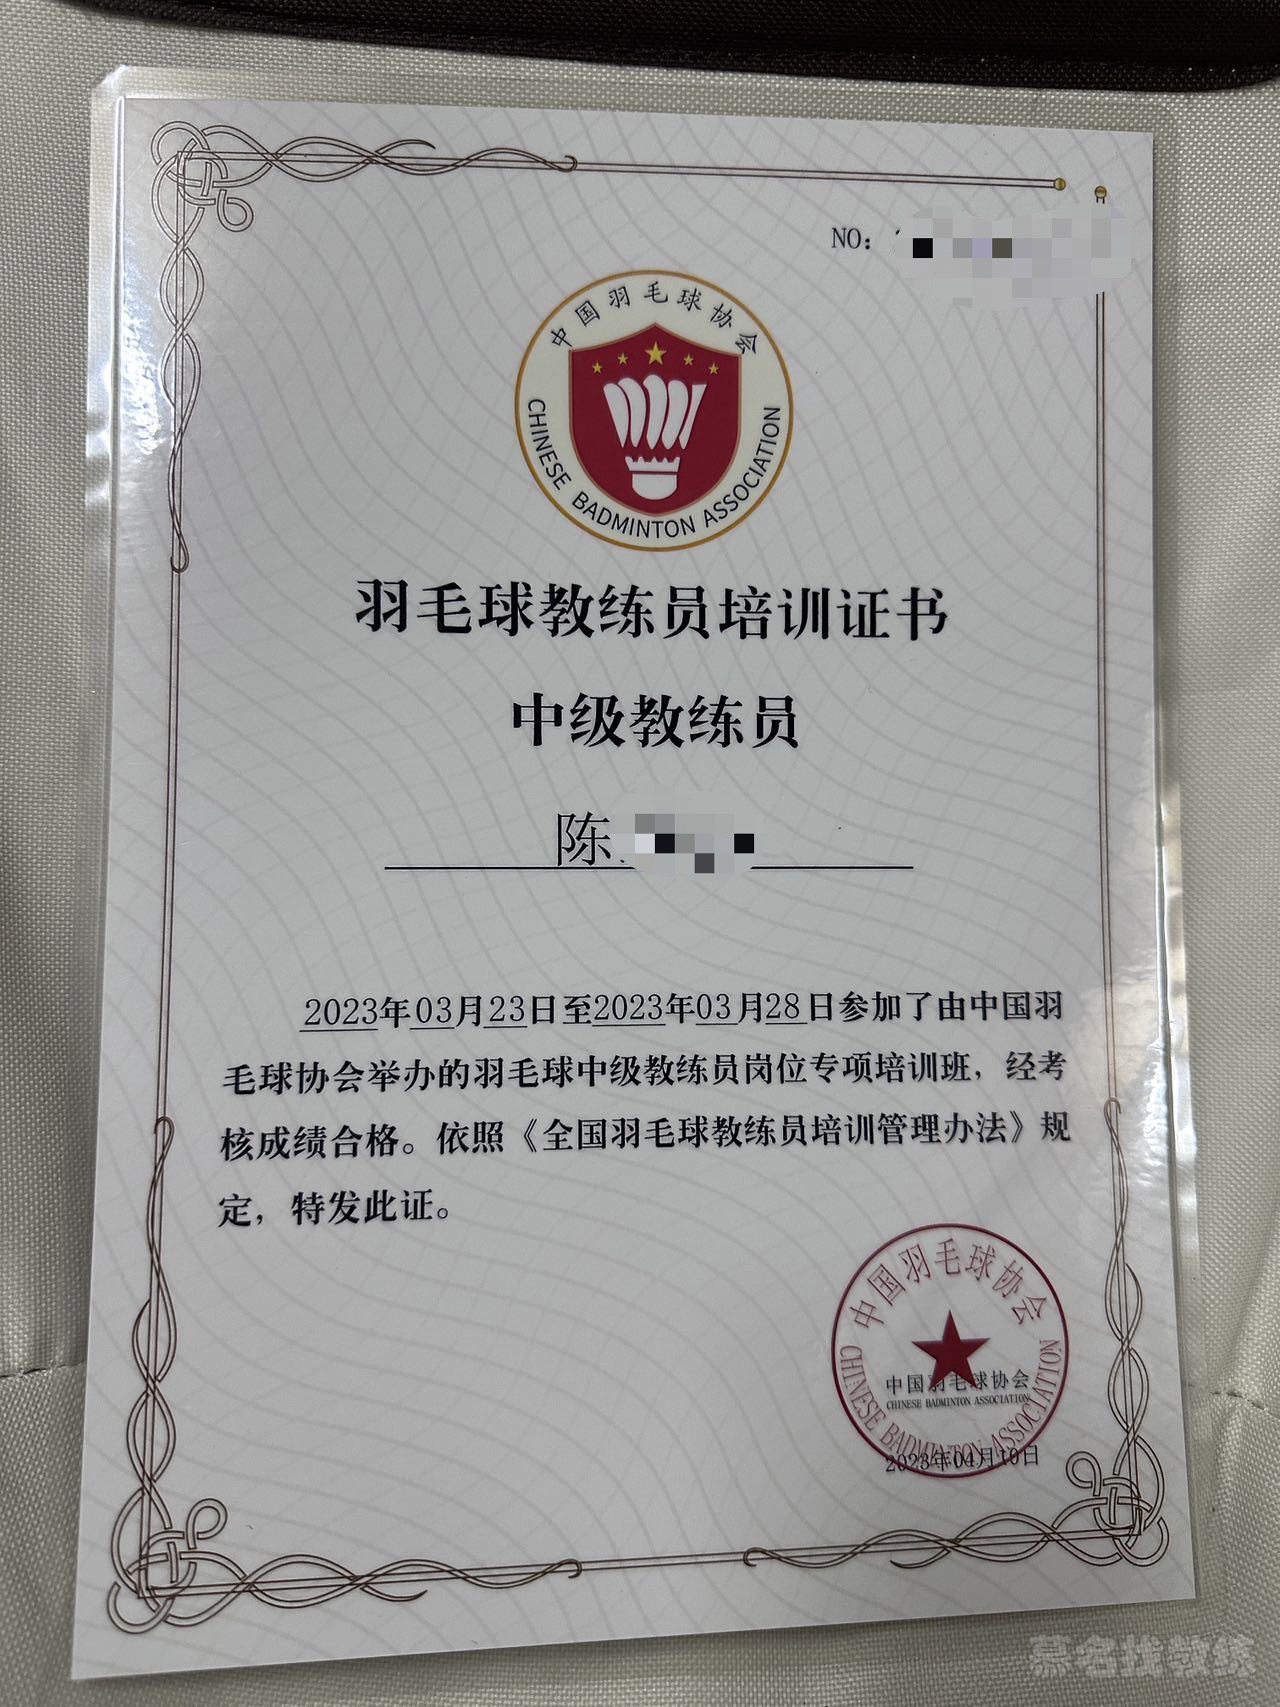 NO:
中国羽毛球协会
CHINESE BADMINTON ASSOCIATION
羽毛球教练员培训证书
中级教练员
陈
2023年03月23日至2023年03月28日参加了由中国羽
毛球协会举办的羽毛球中级教练员岗位专项培训班，经考
核成绩合格。依照《全国羽毛球教练员培训管理办法》规
定，特发此证。
中国羽毛球协会
CHINESE BADMINTON ASSOCIATION
中国羽毛球协会
CHINESE BADMINTON ASSOCIATION
2023年04月10日
慕名找教练